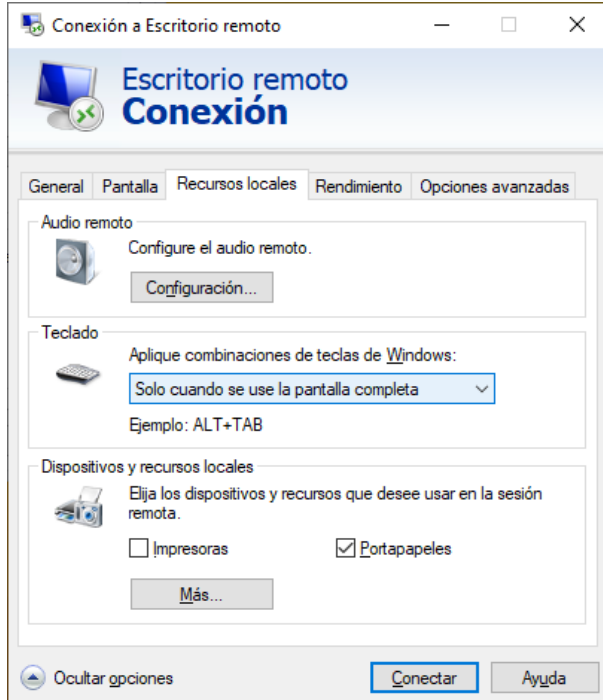 Conexión a Escritorio remoto
Escritorio remoto
Conexión
General Pantalla Recursos locales Rendimiento Opciones avanzadas
Audio remoto
Configure el audio remoto.
Configuración...
Teclado
Aplique combinaciones de teclas de Windows:
Solo cuando se use la pantalla completa
Ejemplo: ALT+TAB
Dispositivos y recursos locales
Elija los dispositivos y recursos que desee usar en la sesión
remota.
Impresoras Portapapeles
Más...
Ocultar opciones Conectar Ayuda